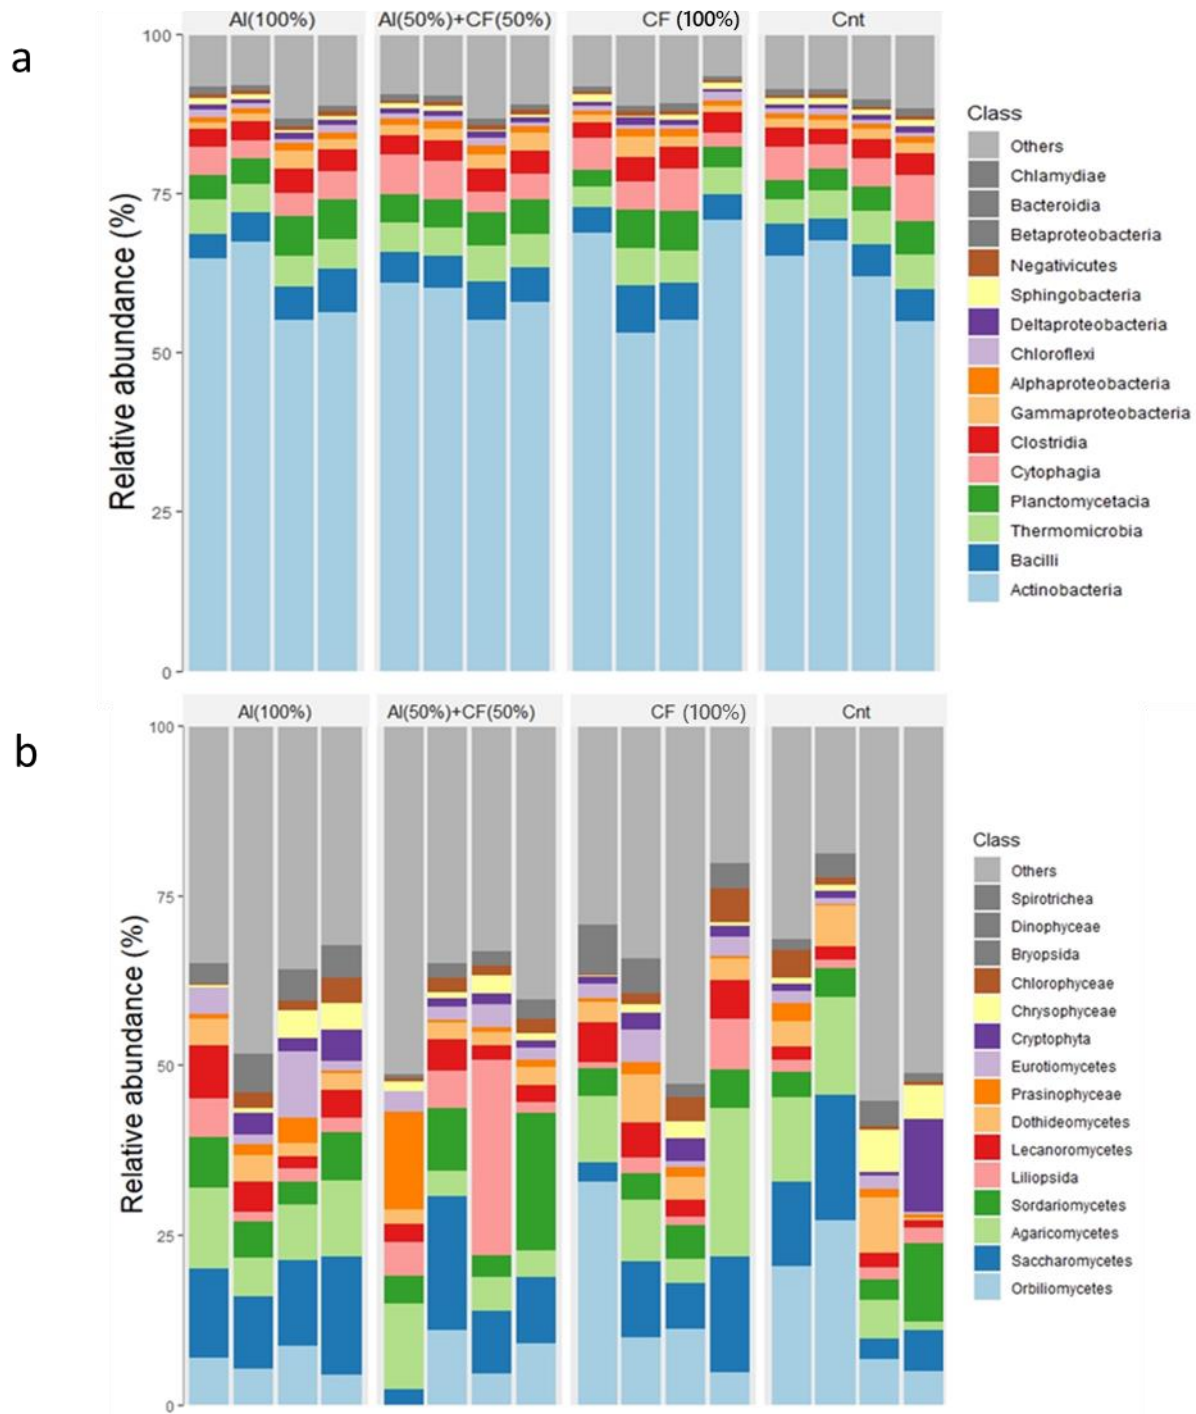 a
Al(100%)
Al(50%)+CF(50%)
CF (100%)
Cnt
Relative abundance (%)
100
75
50
25
0
Class
Others
Chlamydiae
Bacteroidia
Betaproteobacteria
Negativicutes
Sphingobacteria
Deltaproteobacteria
Chloroflexi
Alphaproteobacteria
Gammaproteobacteria
Clostridia
Cytophagia
Planctomycetacia
Thermomicrobia
Bacilli
Actinobacteria
b
Al(100%)
Al(50%)+CF(50%)
CF (100%)
Cnt
Relative abundance (%)
100
75
50
25
0
Class
Others
Spirotrichea
Dinophyceae
Bryopsida
Chlorophyceae
Chrysophyceae
Cryptophyta
Eurotiomycetes
Prasinophyceae
Dothideomycetes
Lecanoromycetes
Liliopsida
Sordariomycetes
Agaricomycetes
Saccharomycetes
Orbiliomycetes